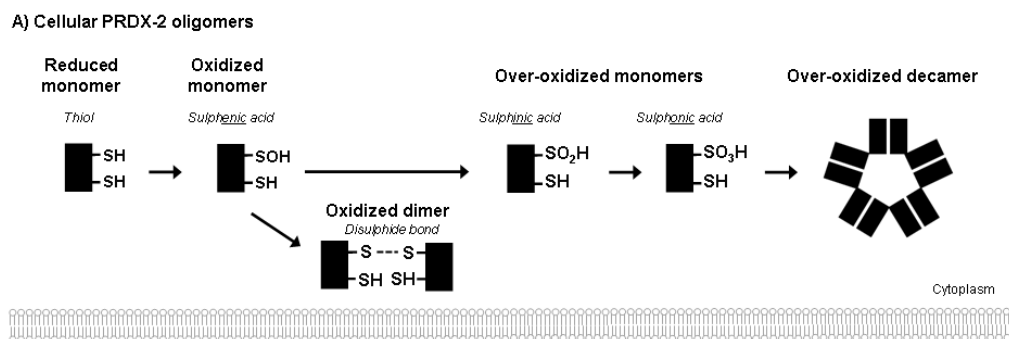 A) Cellular PRDX-2 oligomers
Reduced
monomer
Thiol
SH
SH
Oxidized
monomer
Sulphenic acid
SOH
SH
Oxidized dimer
Disulphide bond
S --- S
SH SH
Over-oxidized monomers
Sulphinic acid
SO₂H
SH
Sulphonic acid
SO₃H
SH
Over-oxidized decamer
Cytoplasm